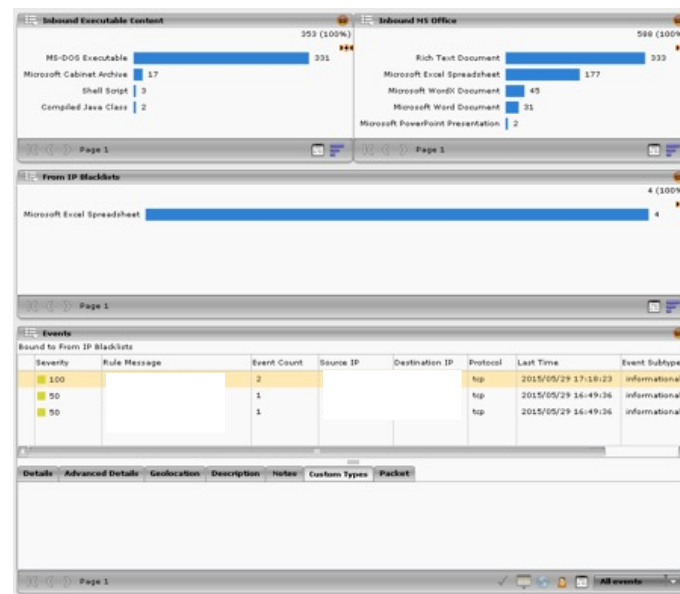 Inbound Executable Content
353 (100%)
MS-DOS Executable 331
Microsoft Cabinet Archive 17
Shell Script 3
Compiled Java Class 2
Page 1
Inbound MS Office
588 (100%
Rich Text Document 333
Microsoft Excel Spreadsheet 177
Microsoft WordX Document 45
Microsoft Word Document 31
Microsoft PowerPoint Presentation 2
Page 1
From IP Blacklists
4 (100%
Microsoft Excel Spreadsheet 4
Page 1
Events
Bound to From IP Blacklists
Severity Rule Message Event Count Source IP Destination IP Protocol Last Time Event Subtype
100 2 tcp 2015/05/29 17:18:23 informational
50 1 tcp 2015/05/29 16:49:36 informational
50 1 tcp 2015/05/29 16:49:36 informational
Details Advanced Details Geolocation Description Notes Custom Types Packet
Page 1 All events